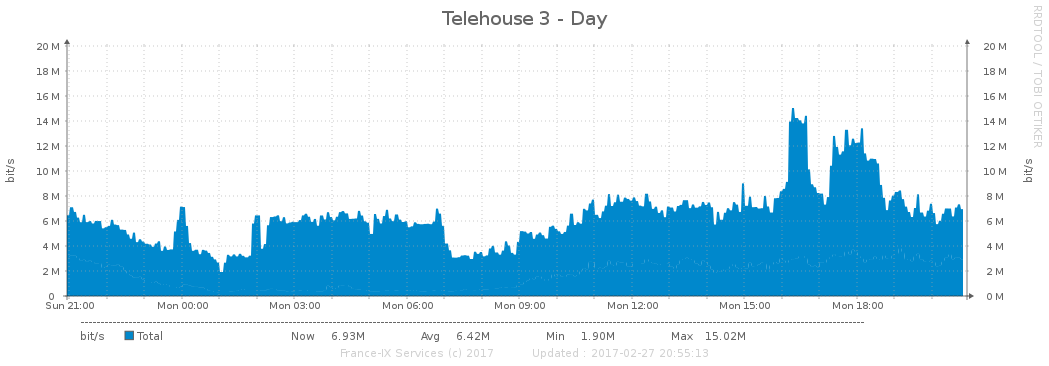 Telehouse 3 - Day
RRDTOOL / TOBI OETIKER
bit/s
20 M 20 M
18 M 18 M
16 M 16 M
14 M 14 M
12 M 12 M
10 M 10 M
8 M 8 M
6 M 6 M
4 M 4 M
2 M 2 M
0 0 M
bit/s
Sun 21:00 Mon 00:00 Mon 03:00 Mon 06:00 Mon 09:00 Mon 12:00 Mon 15:00 Mon 18:00
bit/s Total Now 6.93M Avg 6.42M Min 1.90M Max 15.02M
France-IX Services (c) 2017 Updated : 2017-02-27 20:55:13